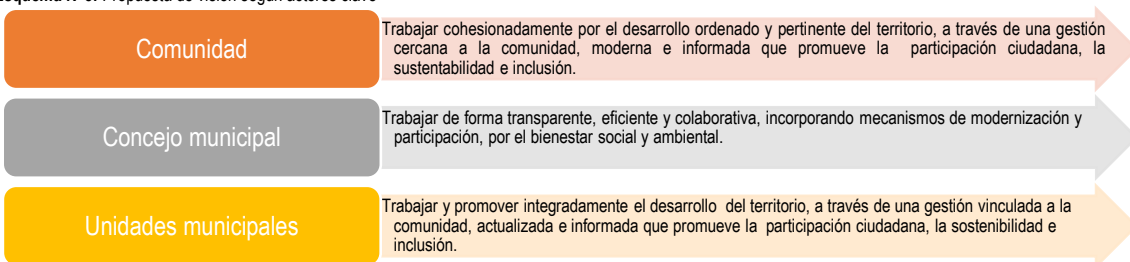 Comunidad
Trabajar cohesionadamente por el desarrollo ordenado y pertinente del territorio, a través de una gestión
cercana a la comunidad, moderna e informada que promueve la participación ciudadana, la
sustentabilidad e inclusión.
Concejo municipal
Trabajar de forma transparente, eficiente y colaborativa, incorporando mecanismos de modernización y
participación, por el bienestar social y ambiental.
Unidades municipales
Trabajar y promover integradamente el desarrollo del territorio, a través de una gestión vinculada a la
comunidad, actualizada e informada que promueve la participación ciudadana, la sostenibilidad e
inclusión.